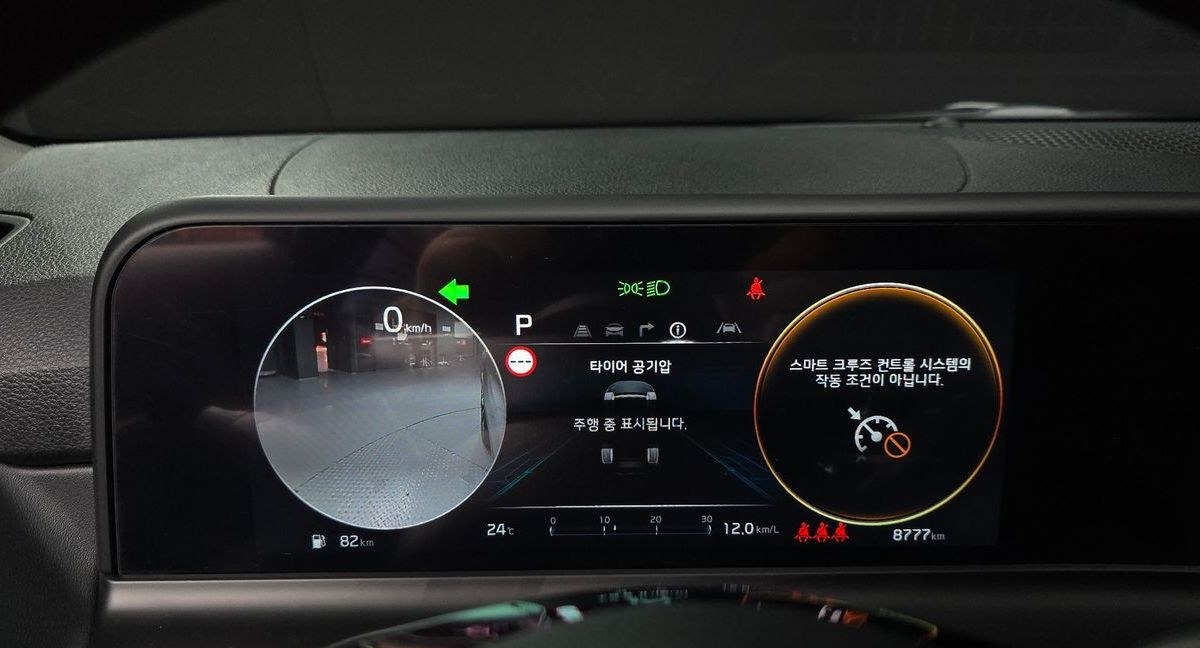 0 km/h
P
타이어 공기압
주행 중 표시됩니다.
스마트 크루즈 컨트롤 시스템의
작동 조건이 아닙니다.
82 km
24℃
0 10 20 30
12.0 km/L
8777 km